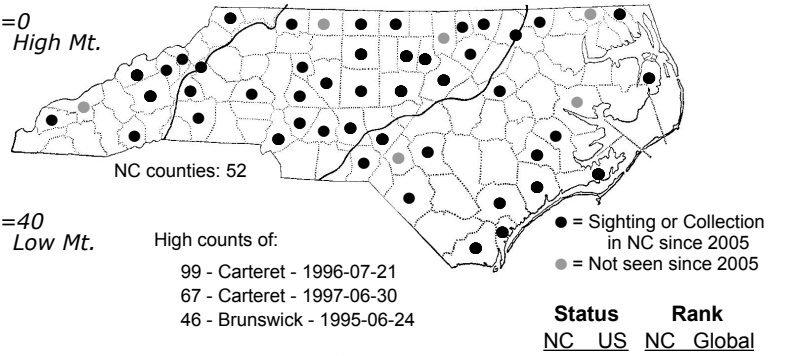 =0
High Mt.
NC counties: 52
=40
Low Mt.
High counts of:
99 - Carteret - 1996-07-21
67 - Carteret - 1997-06-30
46 - Brunswick - 1995-06-24
● = Sighting or Collection
in NC since 2005
● = Not seen since 2005
Status Rank
NC US NC Global